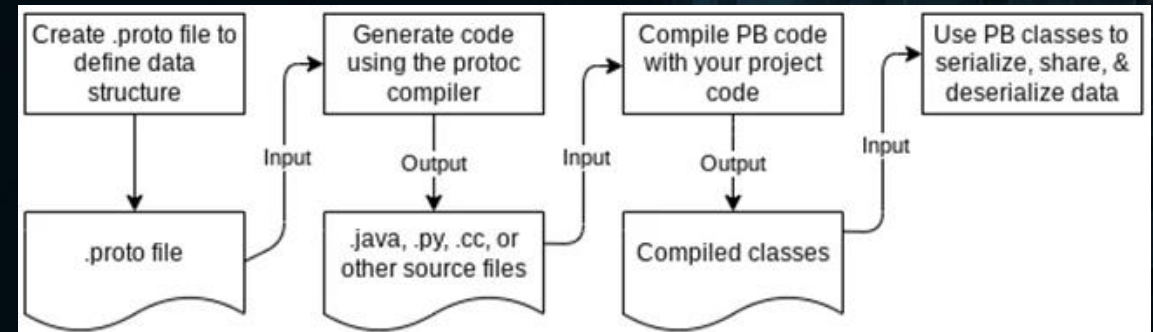 Create .proto file to
define data
structure
Generate code
using the protoc
compiler
Compile PB code
with your project
code
Use PB classes to
serialize, share, &
deserialize data
Input
Output
Input
Output
Input
.proto file
.java, .py, .cc, or
other source files
Compiled classes